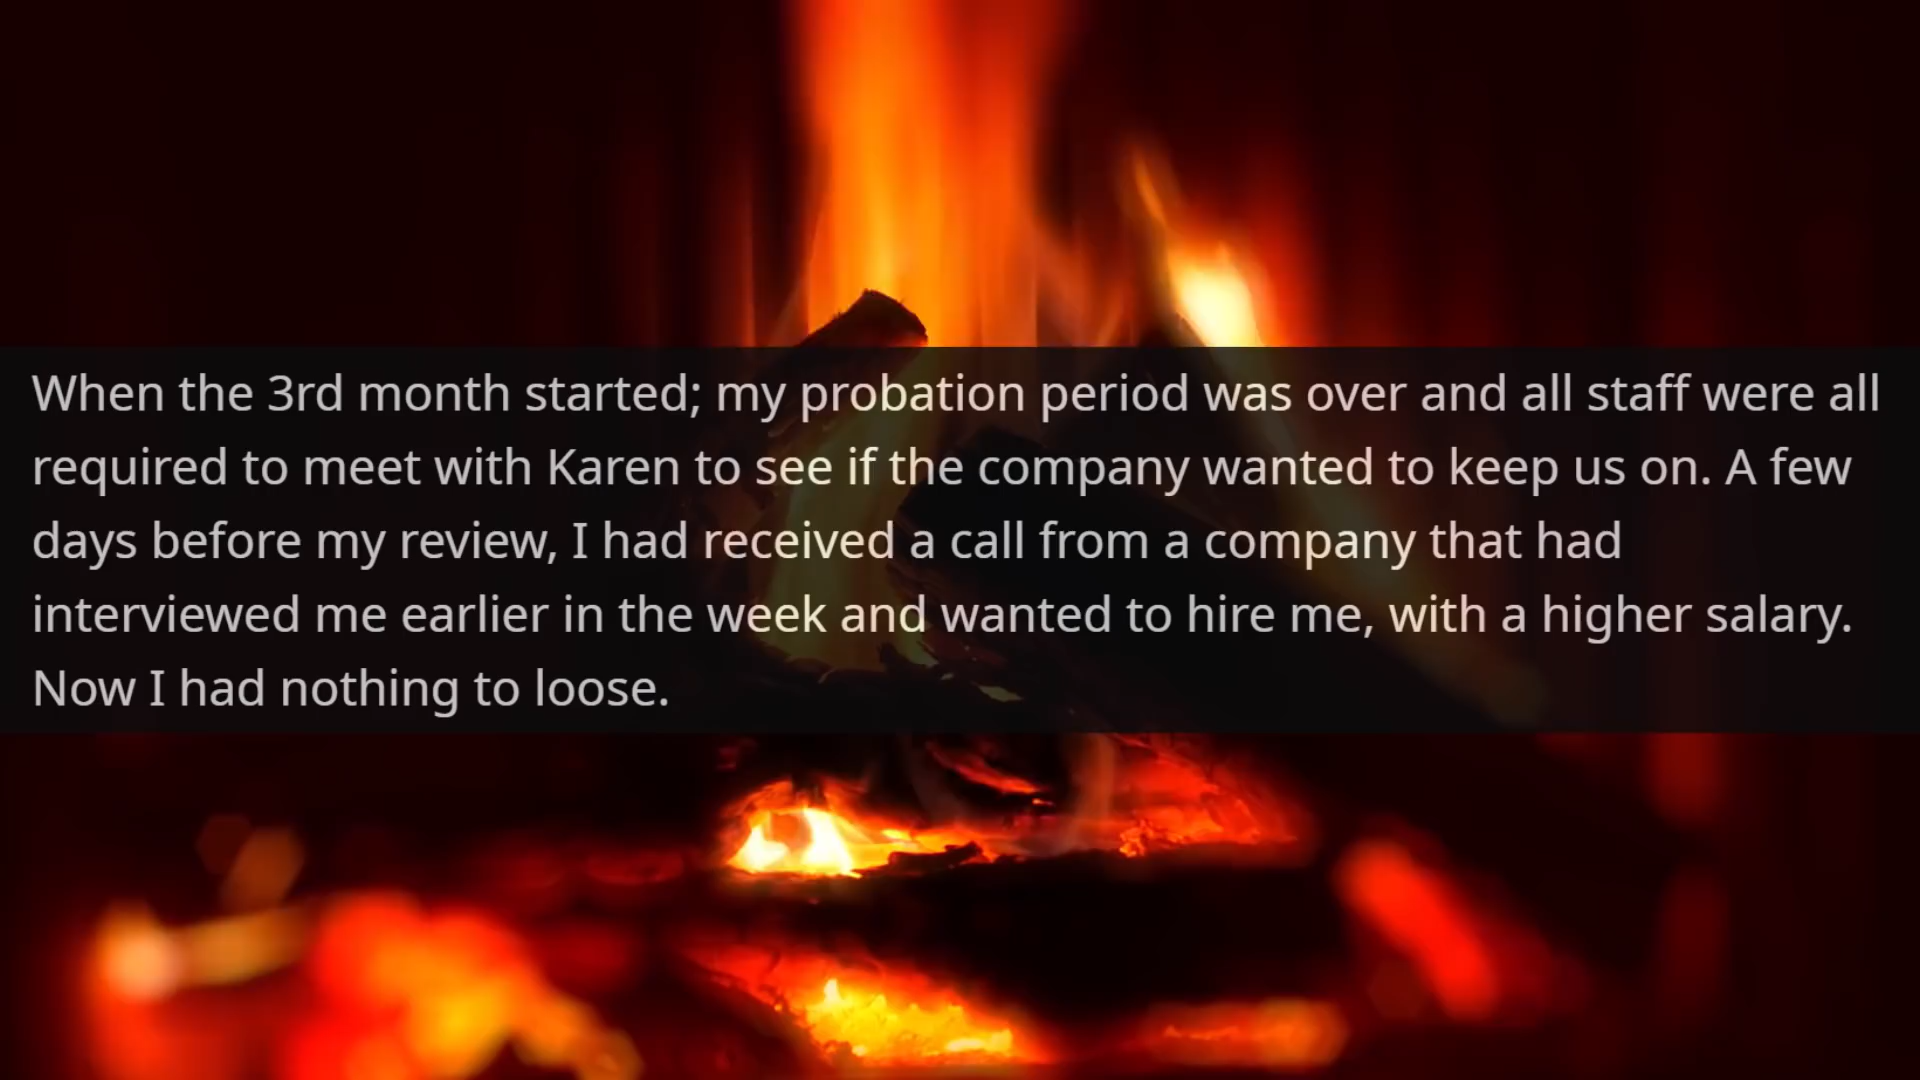 When the 3rd month started; my probation period was over and all staff were all
required to meet with Karen to see if the company wanted to keep us on. A few
days before my review, I had received a call from a company that had
interviewed me earlier in the week and wanted to hire me, with a higher salary.
Now I had nothing to loose.